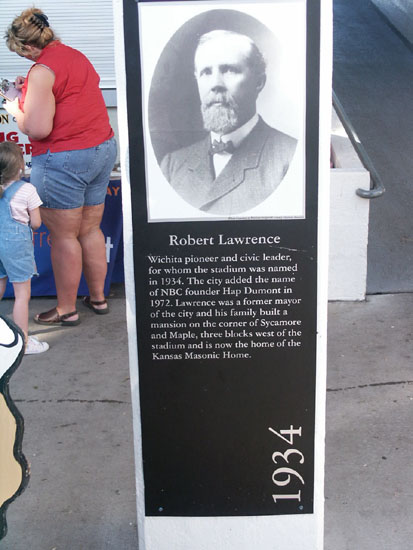 Robert Lawrence
Wichita pioneer and civic leader,
for whom the stadium was named
in 1934. The city added the name
of NBC founder Hap Dumont in
1972. Lawrence was a former mayor
of the city and his family built a
mansion on the corner of Sycamore
and Maple, three blocks west of the
stadium and is now the home of the
Kansas Masonic Home.
1934